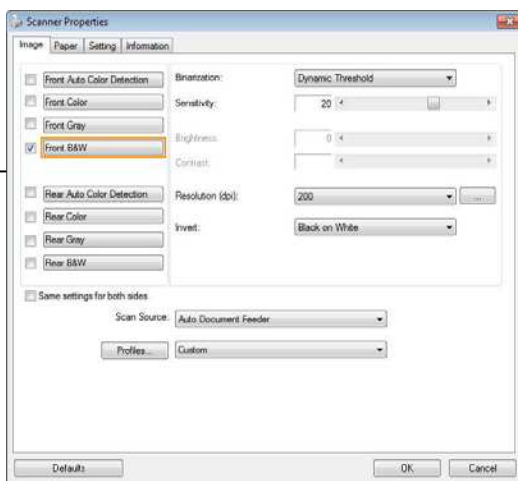 Scanner Properties
Image Paper Setting Information
Front Auto Color Detection
Front Color
Front Gray
Front B&W
Rear Auto Color Detection
Rear Color
Rear Gray
Rear B&W
Binarization: Dynamic Threshold
Sensitivity: 20
Brightness: 0
Contrast:
Resolution (dpi): 200 ...
Invert: Black on White
Same settings for both sides
Scan Source: Auto Document Feeder
Profiles... Custom
Defaults OK Cancel